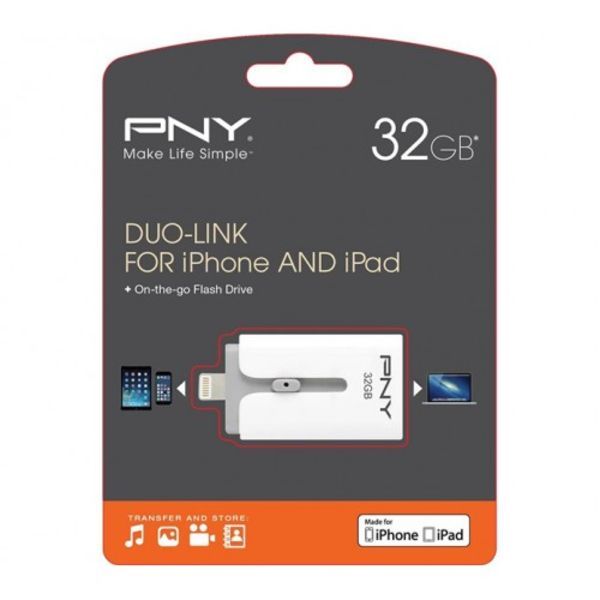 PNY
Make Life Simple™
32GB*
DUO-LINK
FOR iPhone AND iPad
+ On-the-go Flash Drive
PNY
32GB
TRANSFER AND STORE:
Made for
iPhone iPad